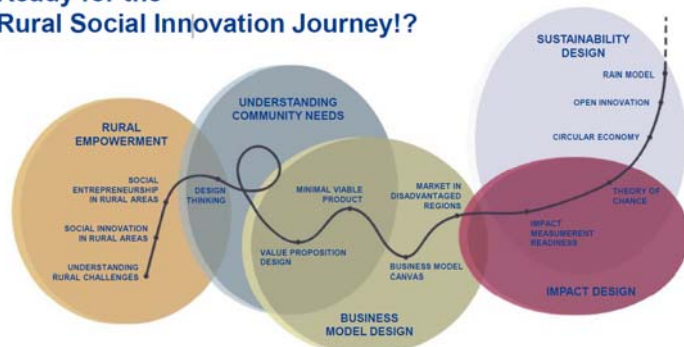 Rural Social Innovation Journey!?
SUSTAINABILITY
DESIGN
RAIN MODEL
OPEN INNOVATION
CIRCULAR ECONOMY
THEORY OF
CHANCE
IMPACT
MEASUMERENT
READINESS
IMPACT DESIGN
UNDERSTANDING
COMMUNITY NEEDS
RURAL
EMPOWERMENT
SOCIAL
ENTREPRENEURSHIP
IN RURAL AREAS
SOCIAL INNOVATION
IN RURAL AREAS
UNDERSTANDING
RURAL CHALLENGES
DESIGN
THINKING
MINIMAL VIABLE
PRODUCT
VALUE PROPOSITION
DESIGN
MARKET IN
DISADVANTAGED
REGIONS
BUSINESS MODEL
CANVAS
BUSINESS
MODEL DESIGN